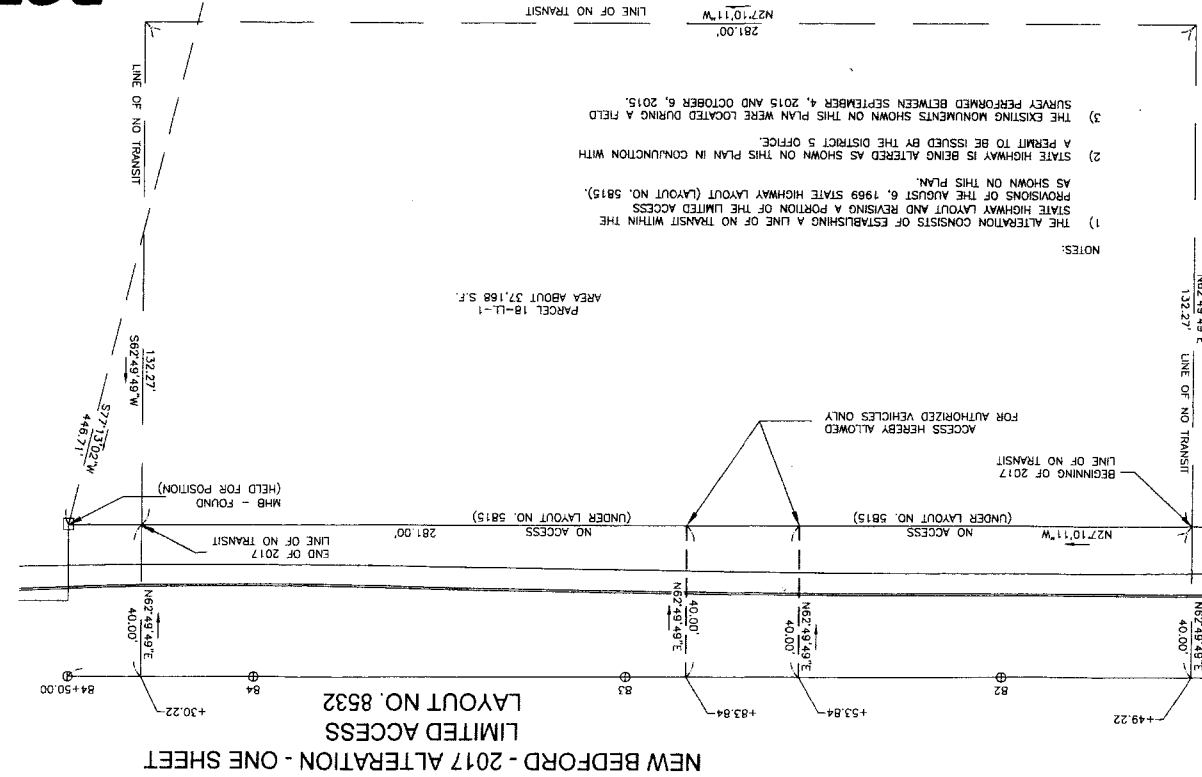 NEW BEDFORD - 2017 ALTERATION - ONE SHEET
LIMITED ACCESS
LAYOUT NO. 8532
+49.22
82
+53.84
+83.84
83
84
+30.22
84+50.00
N62°49'49"E
40.00'
N62°49'49"E
40.00'
N62°49'49"E
40.00'
N62°49'49"E
40.00'
N27°10'11"W
NO ACCESS
(UNDER LAYOUT NO. 5815)
NO ACCESS
(UNDER LAYOUT NO. 5815)
281.00'
END OF 2017
LINE OF NO TRANSIT
MHB - FOUND
(HELD FOR POSITION)
BEGINNING OF 2017
LINE OF NO TRANSIT
ACCESS HEREBY ALLOWED
FOR AUTHORIZED VEHICLES ONLY
LINE OF NO TRANSIT
N62°49'49"E
132.27'
132.27'
S62°49'49"W
S77°13'02"W
446.71'
PARCEL 18-LL-1
AREA ABOUT 37,168 S.F.
NOTES:
1) THE ALTERATION CONSISTS OF ESTABLISHING A LINE OF NO TRANSIT WITHIN THE
STATE HIGHWAY LAYOUT AND REVISING A PORTION OF THE LIMITED ACCESS
PROVISIONS OF THE AUGUST 6, 1969 STATE HIGHWAY LAYOUT (LAYOUT NO. 5815).
AS SHOWN ON THIS PLAN.
2) STATE HIGHWAY IS BEING ALTERED AS SHOWN ON THIS PLAN IN CONJUNCTION WITH
A PERMIT TO BE ISSUED BY THE DISTRICT 5 OFFICE.
3) THE EXISTING MONUMENTS SHOWN ON THIS PLAN WERE LOCATED DURING A FIELD
SURVEY PERFORMED BETWEEN SEPTEMBER 4, 2015 AND OCTOBER 6, 2015.
LINE OF NO TRANSIT
281.00'
N27°10'11"W
LINE OF NO TRANSIT